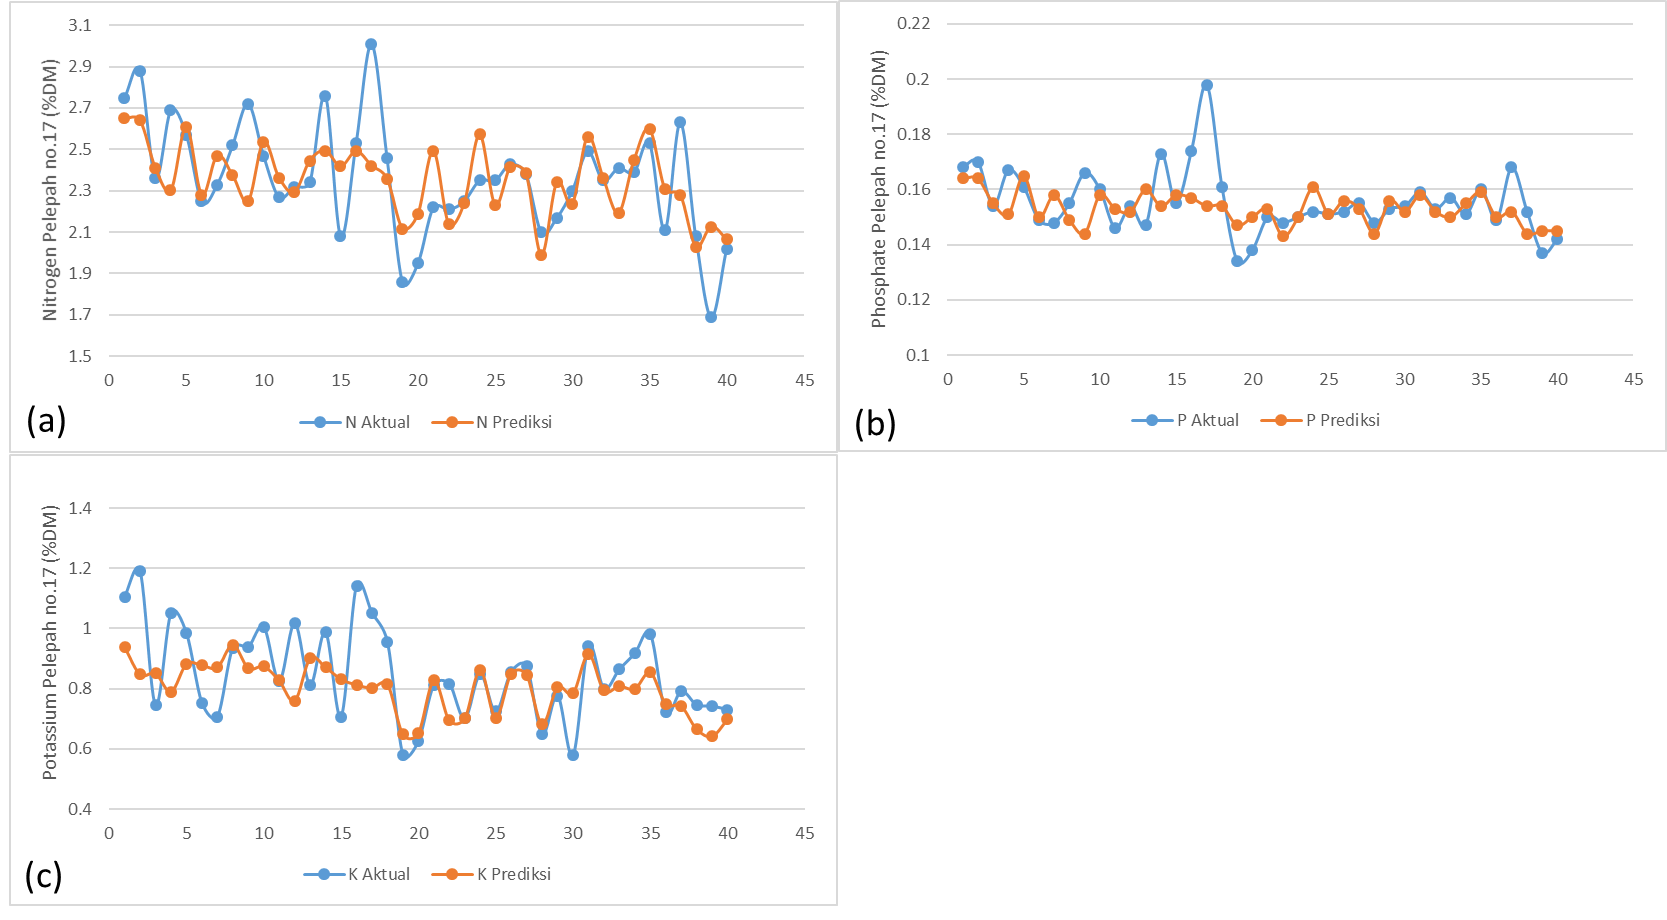 Nitrogen Pelepah no.17 (%DM)
3.1
2.9
2.7
2.5
2.3
2.1
1.9
1.7
1.5
0 5 10 15 20 25 30 35 40 45
N Aktual N Prediksi
(a)
Phosphate Pelepah no.17 (%DM)
0.22
0.2
0.18
0.16
0.14
0.12
0.1
0 5 10 15 20 25 30 35 40 45
P Aktual P Prediksi
(b)
Potassium Pelepah no.17 (%DM)
1.4
1.2
1
0.8
0.6
0.4
0 5 10 15 20 25 30 35 40 45
K Aktual K Prediksi
(c)